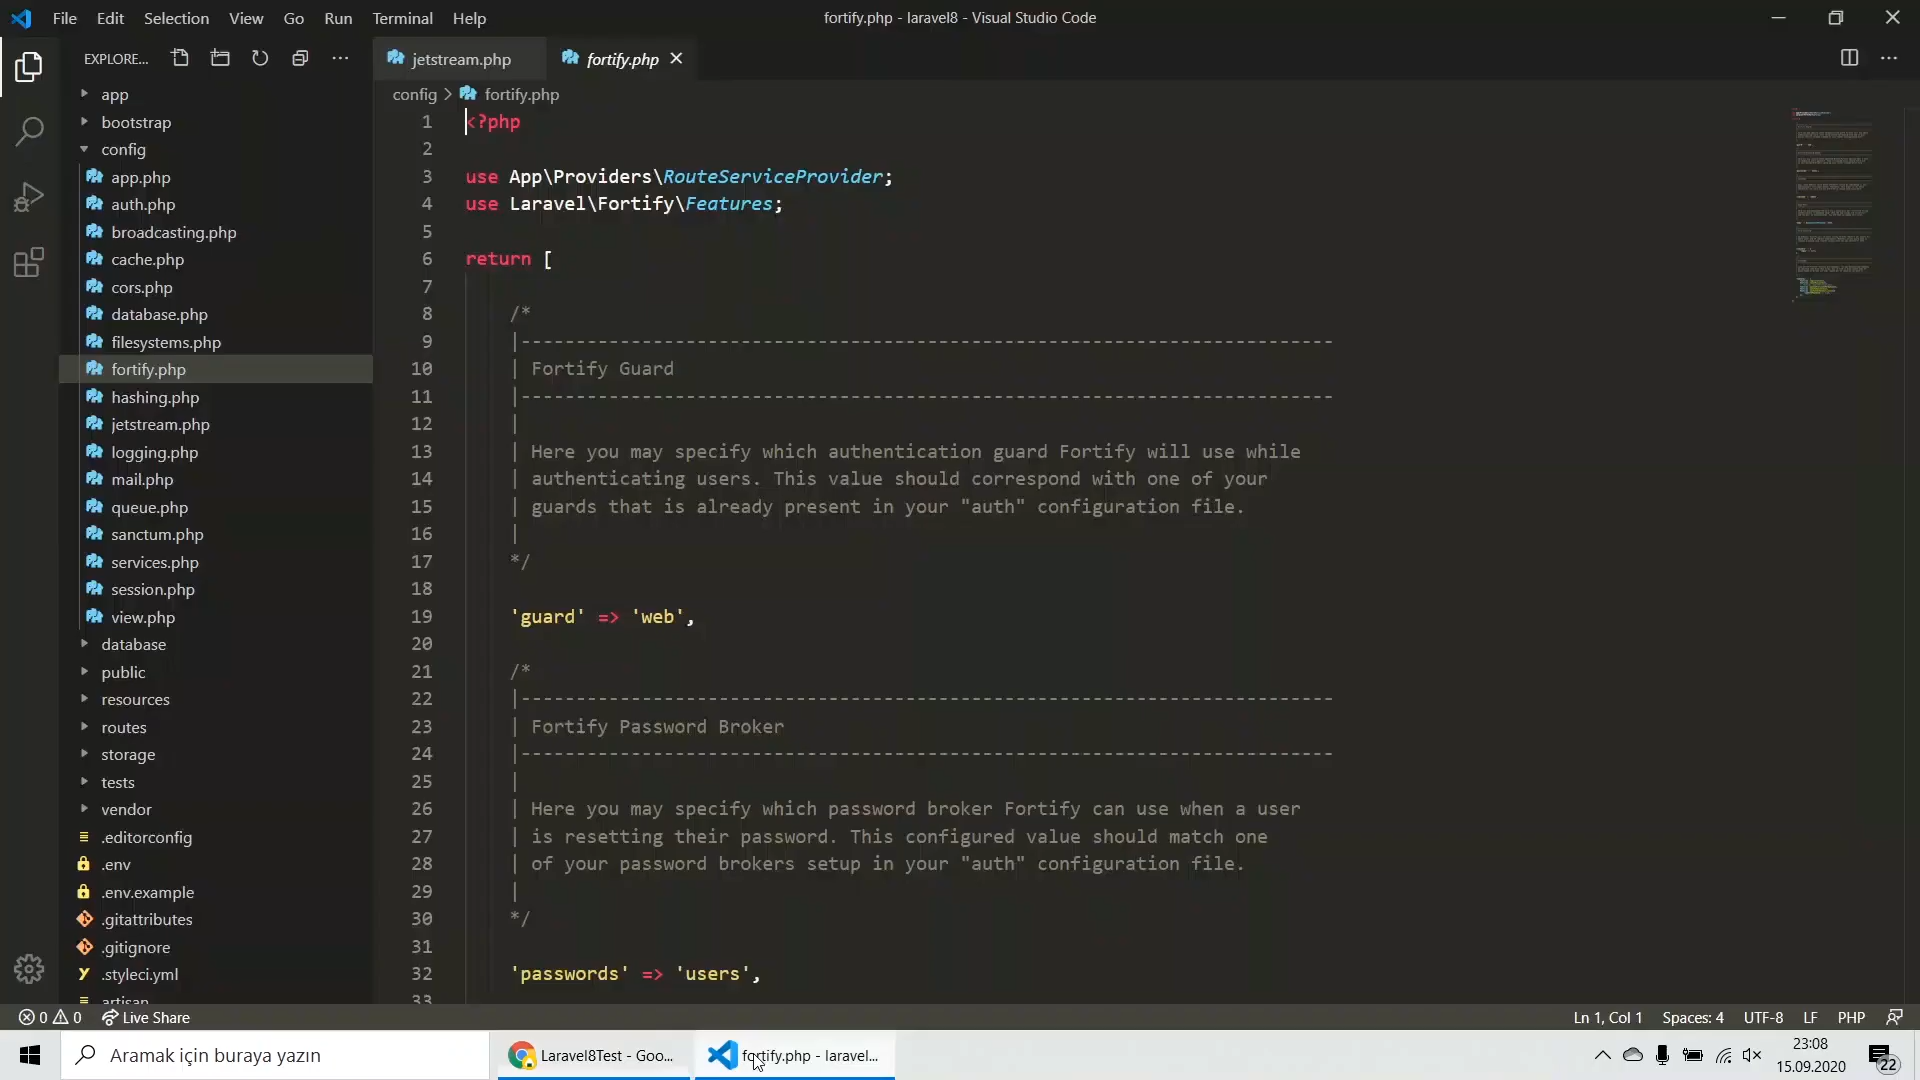 File Edit Selection View Go Run Terminal Help
fortify.php - laravel8 - Visual Studio Code
EXPLORE...
jetstream.php
fortify.php
config > fortify.php
app
bootstrap
config
app.php
auth.php
broadcasting.php
cache.php
cors.php
database.php
filesystems.php
fortify.php
hashing.php
jetstream.php
logging.php
mail.php
queue.php
sanctum.php
services.php
session.php
view.php
database
public
resources
routes
storage
tests
vendor
.editorconfig
.env
.env.example
.gitattributes
.gitignore
.styleci.yml
artisan
1 <?php
2
3 use App\Providers\RouteServiceProvider;
4 use Laravel\Fortify\Features;
5
6 return [
7
8 /*
9 |--------------------------------------------------------------------------
10 | Fortify Guard
11 |--------------------------------------------------------------------------
12 |
13 | Here you may specify which authentication guard Fortify will use while
14 | authenticating users. This value should correspond with one of your
15 | guards that is already present in your "auth" configuration file.
16 |
17 */
18
19 'guard' => 'web',
20
21 /*
22 |--------------------------------------------------------------------------
23 | Fortify Password Broker
24 |--------------------------------------------------------------------------
25 |
26 | Here you may specify which password broker Fortify can use when a user
27 | is resetting their password. This configured value should match one
28 | of your password brokers setup in your "auth" configuration file.
29 |
30 */
31
32 'passwords' => 'users',
33
0 0 Live Share
Ln 1, Col 1 Spaces: 4 UTF-8 LF PHP
Aramak için buraya yazın
Laravel8Test - Goo...
fortify.php - laravel...
23:08
15.09.2020
22